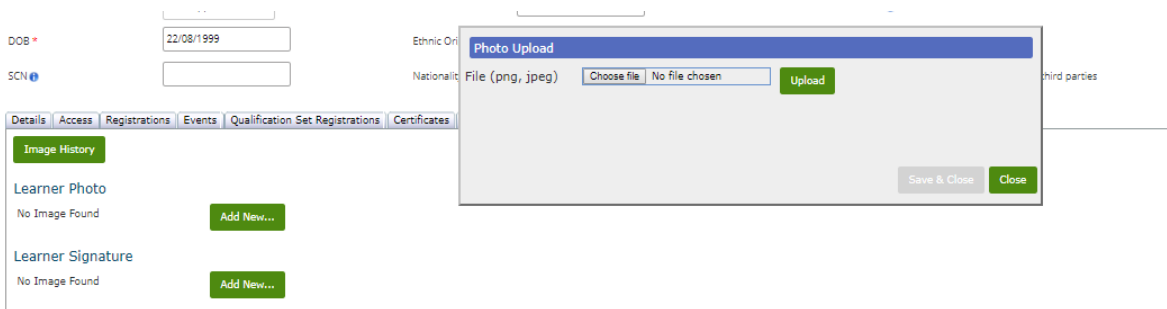 DOB *
22/08/1999
Ethnic Ori
SCN
Nationalit
Photo Upload
File (png, jpeg)
Choose file No file chosen
Upload
third parties
Save & Close
Close
Details Access Registrations Events Qualification Set Registrations Certificates
Image History
Learner Photo
No Image Found
Add New...
Learner Signature
No Image Found
Add New...